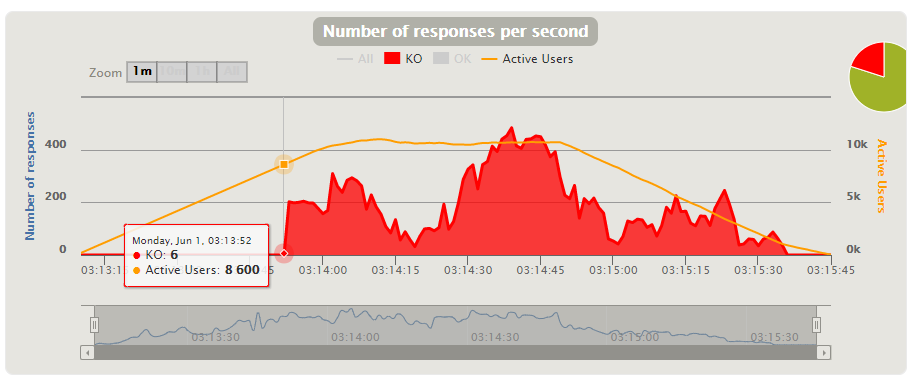 Number of responses per second
All KO OK Active Users
Zoom 1m 10m 1h All
Number of responses
400
200
0
10k
5k
0k
Active Users
Monday, Jun 1, 03:13:52
KO: 6
Active Users: 8 600
03:13:1 45 03:14:00 03:14:15 03:14:30 03:14:45 03:15:00 03:15:15 03:15:30 03:15:45
03:13:30 03:14:00 03:14:30 03:15:00 03:15:30